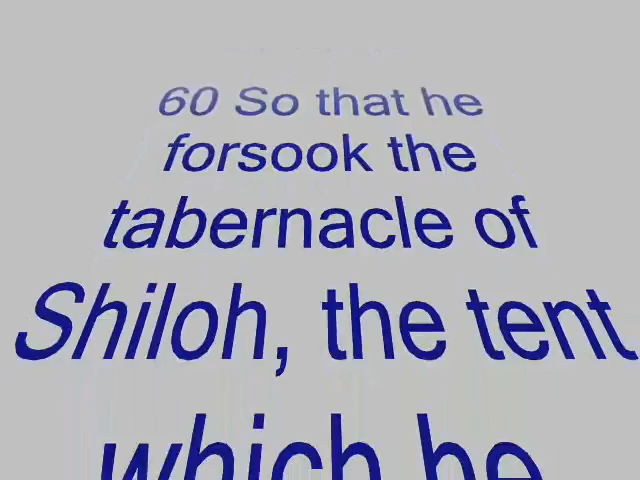 60 So that he
forsook the
tabernacle of
Shiloh, the tent
which he